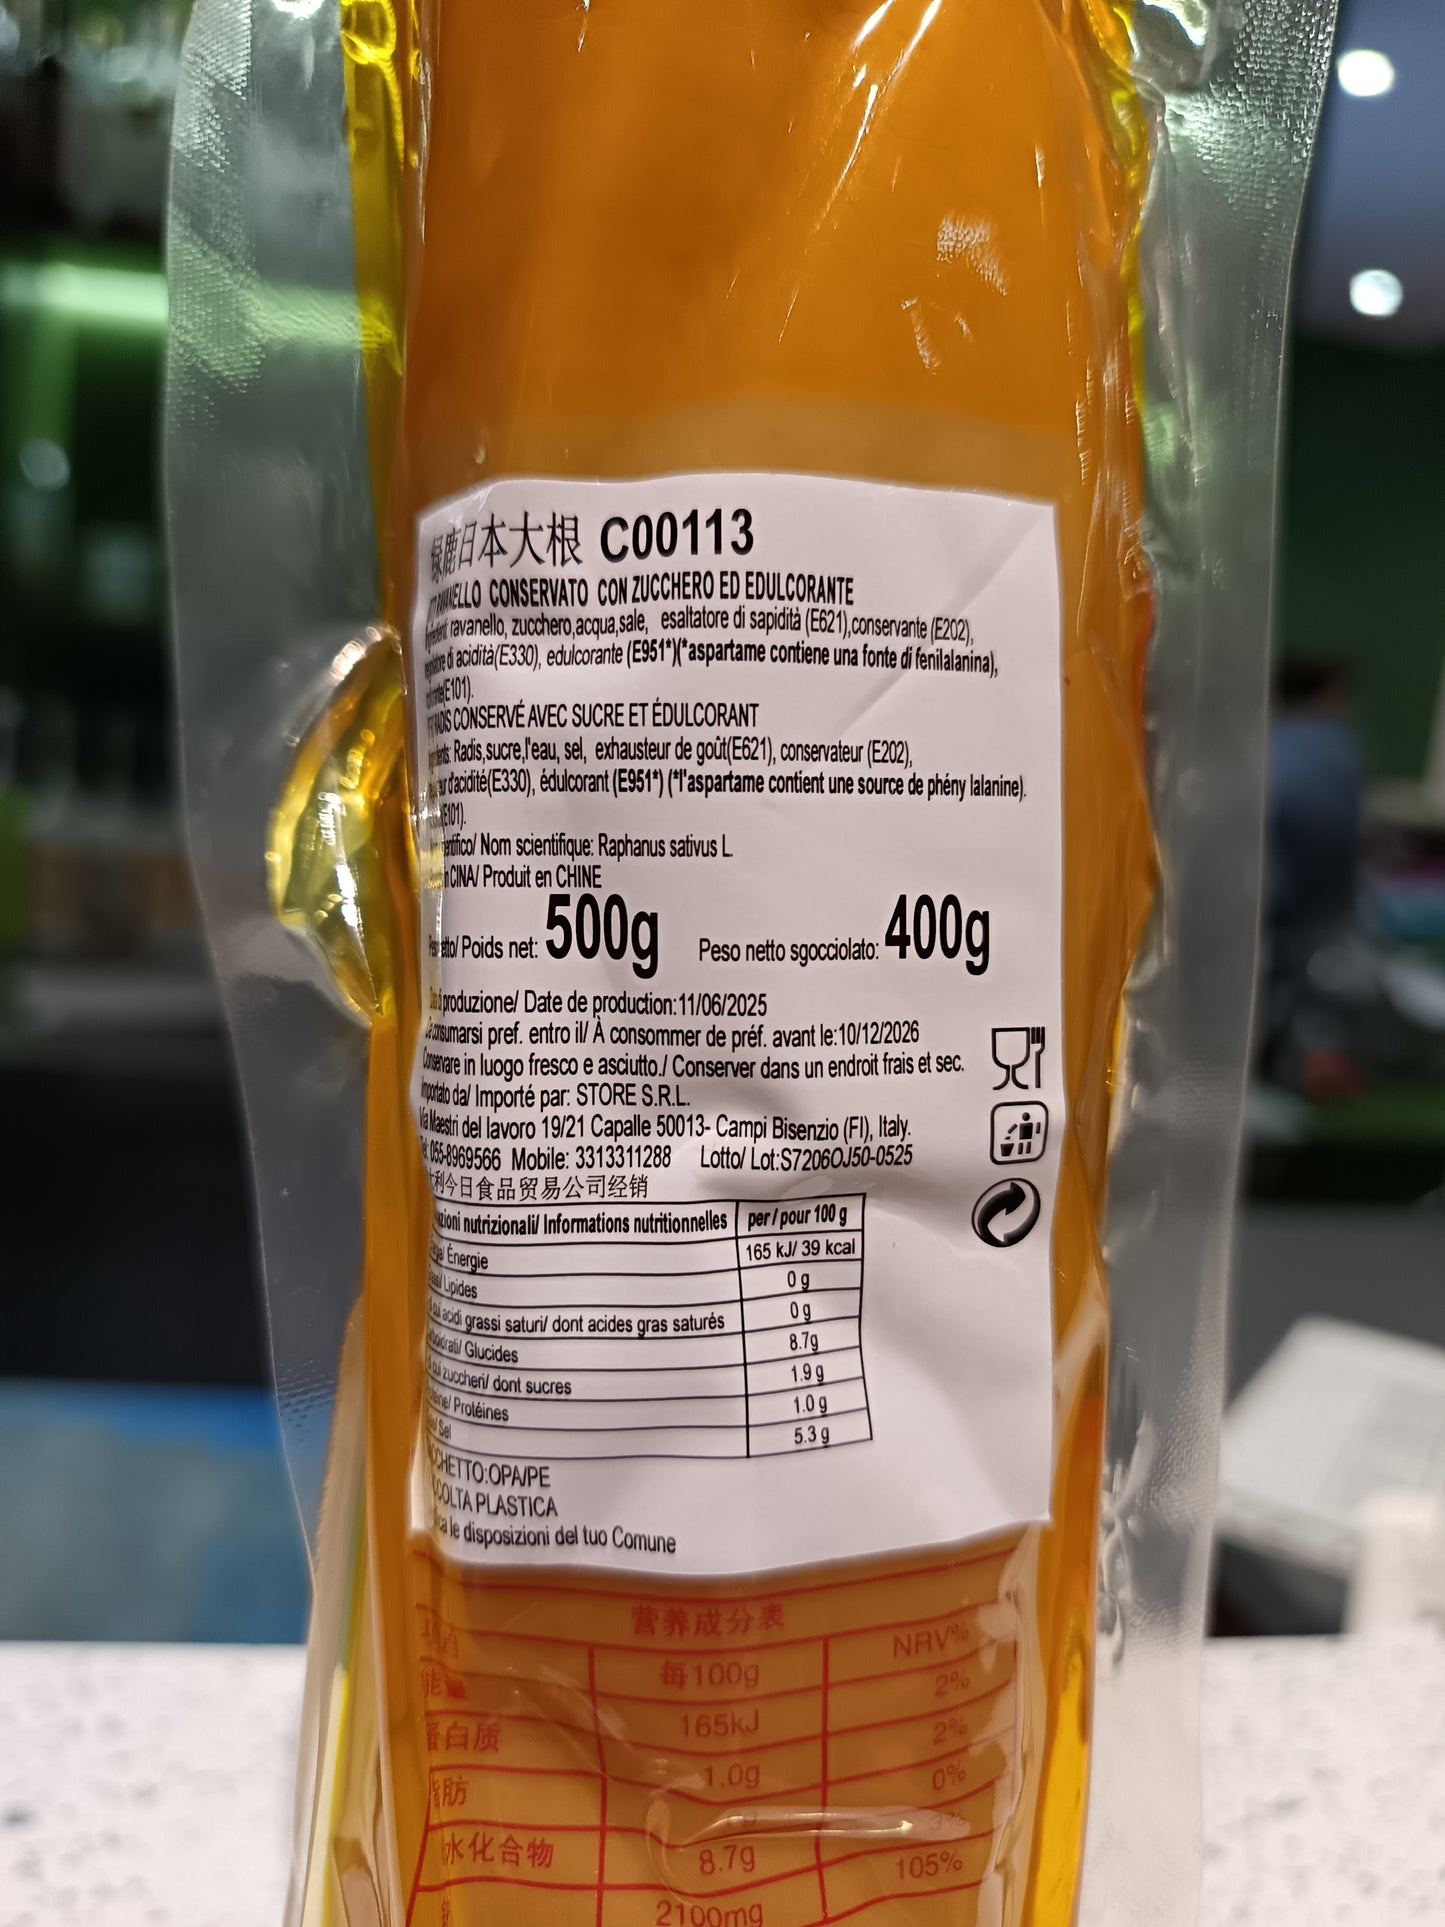 绿鹿日本大根 C00113
CONSERVATO CON ZUCCHERO ED EDULCORANTE
ravanello, zucchero,acqua,sale, esaltatore di sapidità (E621),conservante (E202),
di acidità(E330), edulcorante (E951*)(*aspartame contiene una fonte di fenilalanina),
(E101).
CONSERVÉ AVEC SUCRE ET ÉDULCORANT
Radis,sucre,l'eau, sel, exhausteur de goût(E621), conservateur (E202),
d'acidité(E330), édulcorant (E951*) (*l'aspartame contient une source de phény lalanine).
(E101).
Nom scientifique: Raphanus sativus L.
in CINA/ Produit en CHINE
Poids net: 500g Peso netto sgocciolato: 400g
produzione/ Date de production:11/06/2025
Da consumarsi pref. entro il/ À consommer de préf. avant le:10/12/2026
Conservare in luogo fresco e asciutto./ Conserver dans un endroit frais et sec.
Importato da/ Importé par: STORE S.R.L.
Via Maestri del lavoro 19/21 Capalle 50013- Campi Bisenzio (FI), Italy.
Tel: 055-8969566 Mobile: 3313311288 Lotto/ Lot:S7206OJ50-0525
大利今日食品贸易公司经销
nutrizionali/ Informations nutritionnelles per/ pour 100 g
Énergie 165 kJ/ 39 kcal
Lipides 0 g
acidi grassi saturi/ dont acides gras saturés 0 g
Glucides 8.7g
zuccheri/ dont sucres 1.9 g
Protéines 1.0 g
Sel 5.3 g
OPA/PE
PLASTICA
le disposizioni del tuo Comune
营养成分表
每100g NRV%
能 165kJ 2%
蛋白质 1.0g 2%
脂肪 0%
水化合物 8.7g 3%
2100mg 105%